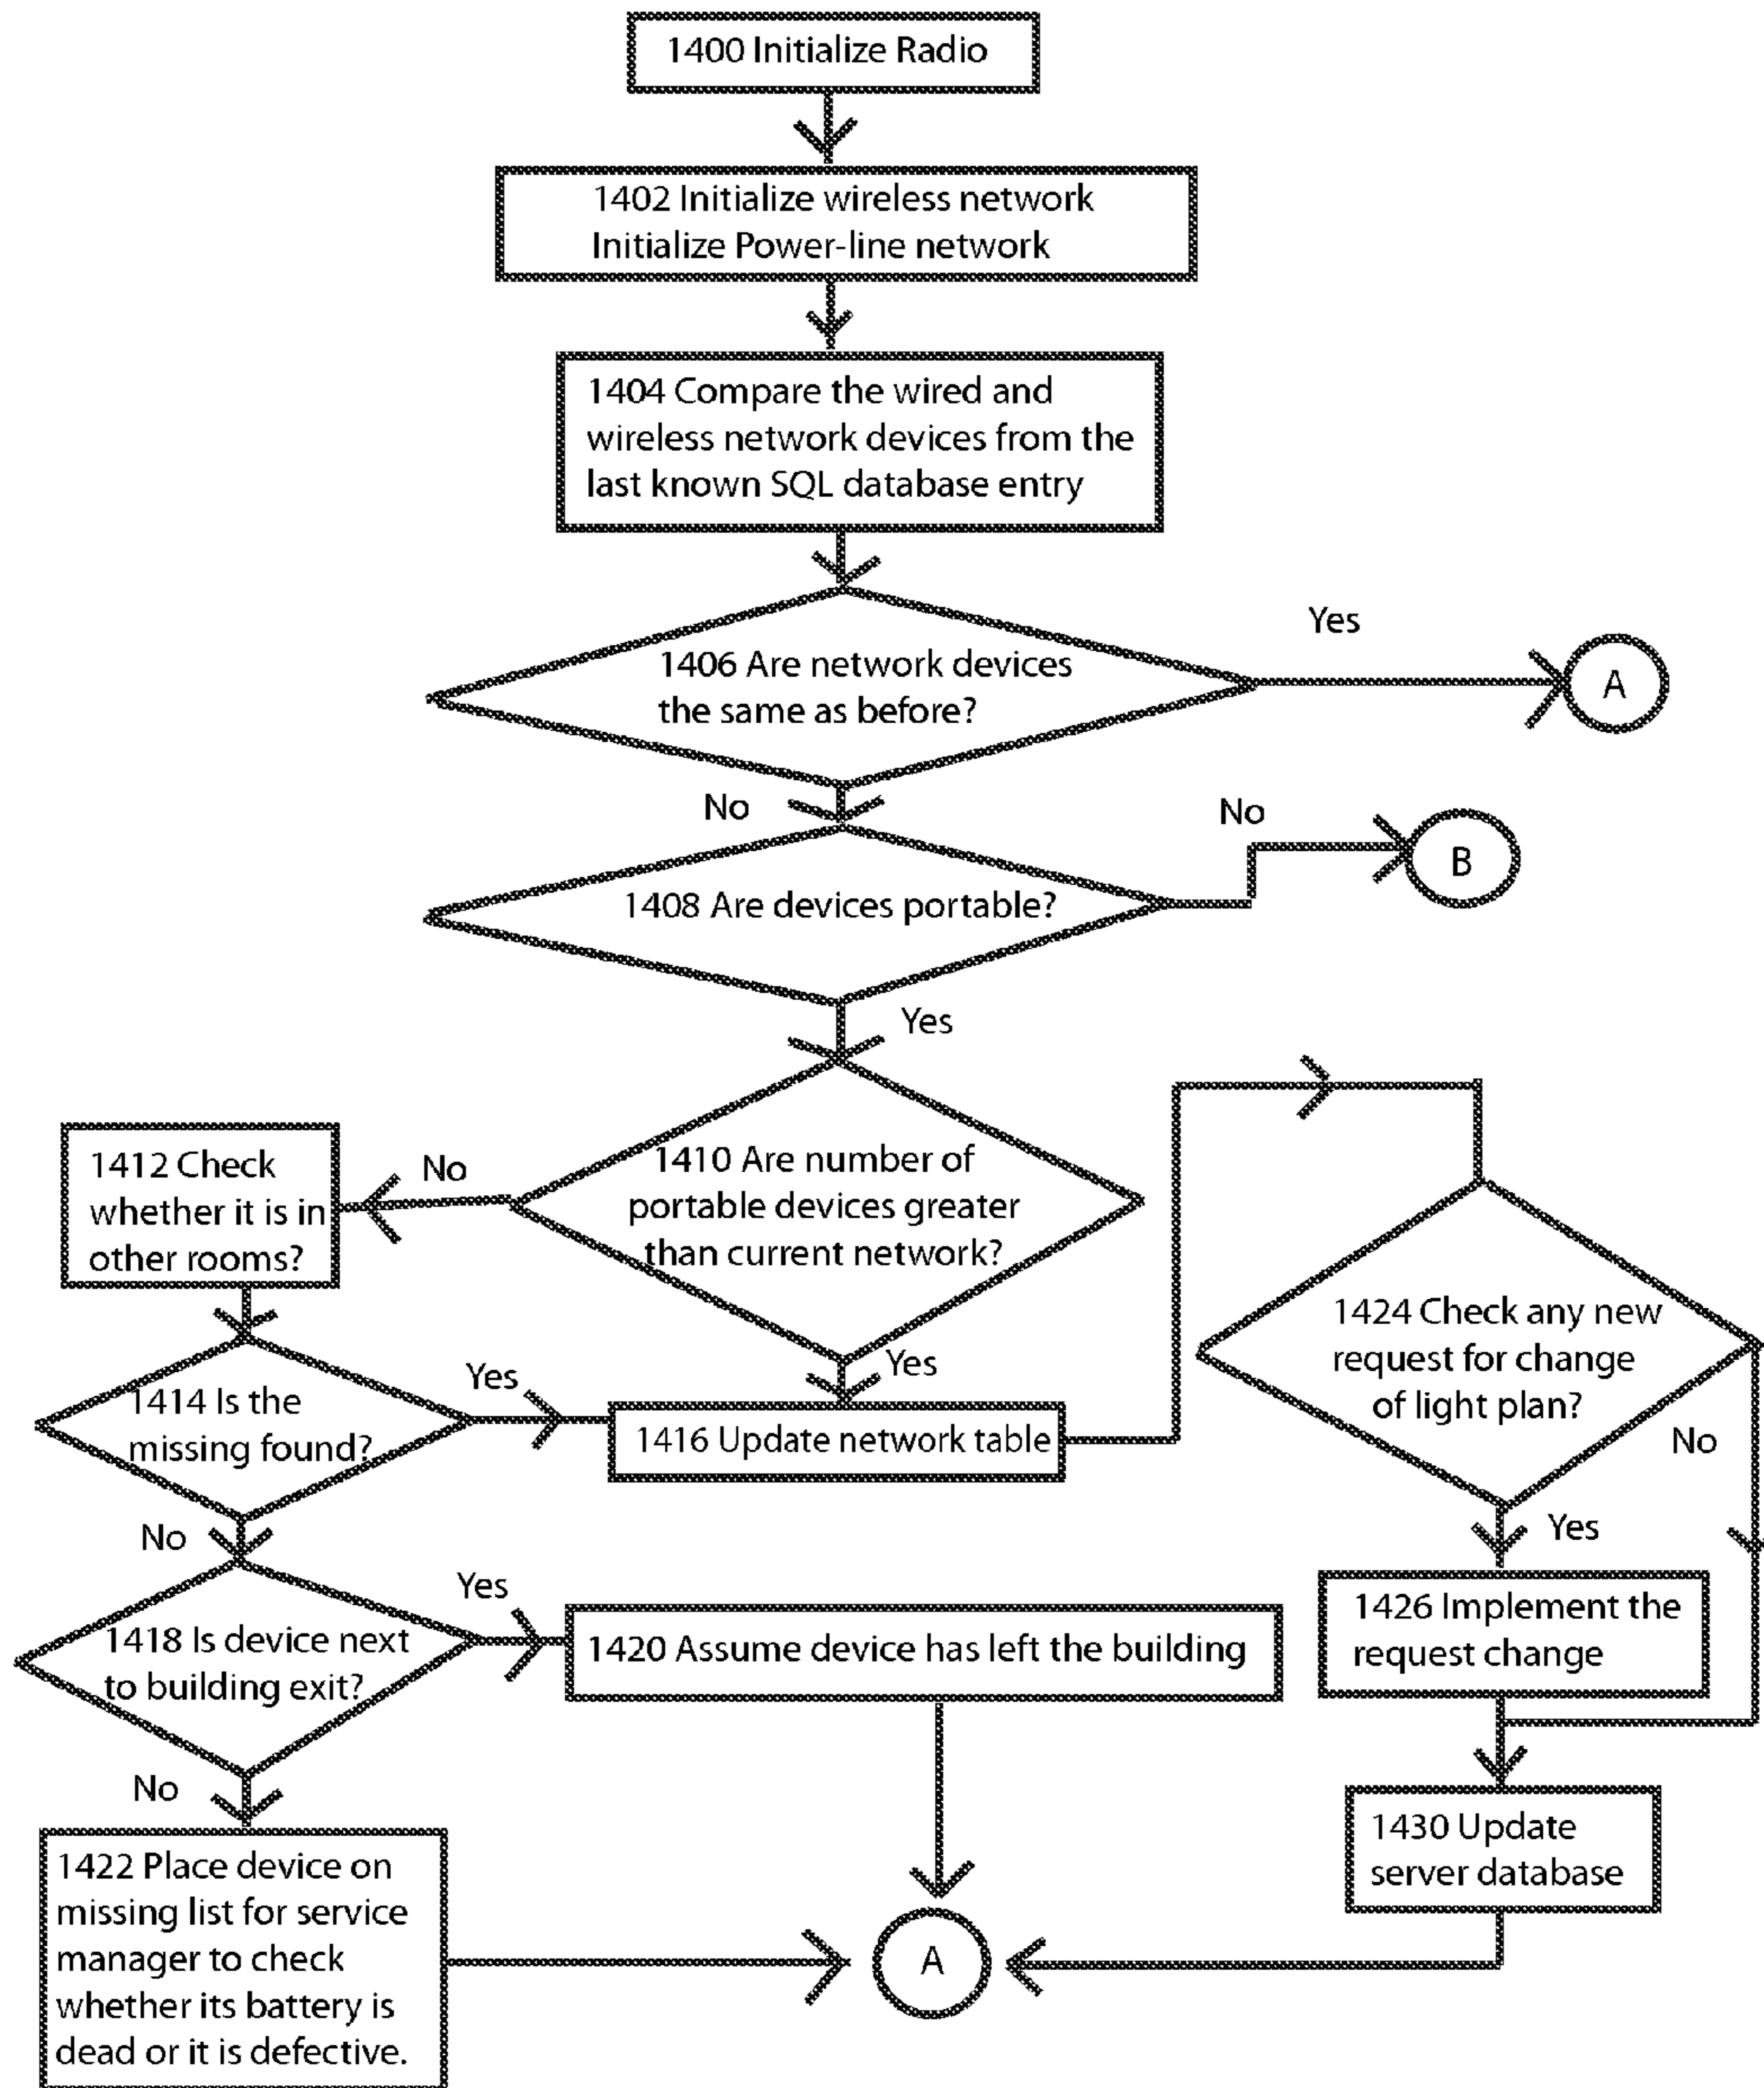 1400 Initialize Radio
1402 Initialize wireless network
Initialize Power-line network
1404 Compare the wired and
wireless network devices from the
last known SQL database entry
1406 Are network devices
the same as before?
Yes
A
No
1408 Are devices portable?
No
B
Yes
1410 Are number of
portable devices greater
than current network?
No
1412 Check
whether it is in
other rooms?
Yes
1414 Is the
missing found?
Yes
1416 Update network table
1424 Check any new
request for change
of light plan?
No
Yes
1426 Implement the
request change
No
1418 Is device next
to building exit?
Yes
1420 Assume device has left the building
No
1422 Place device on
missing list for service
manager to check
whether its battery is
dead or it is defective.
1430 Update
server database
A